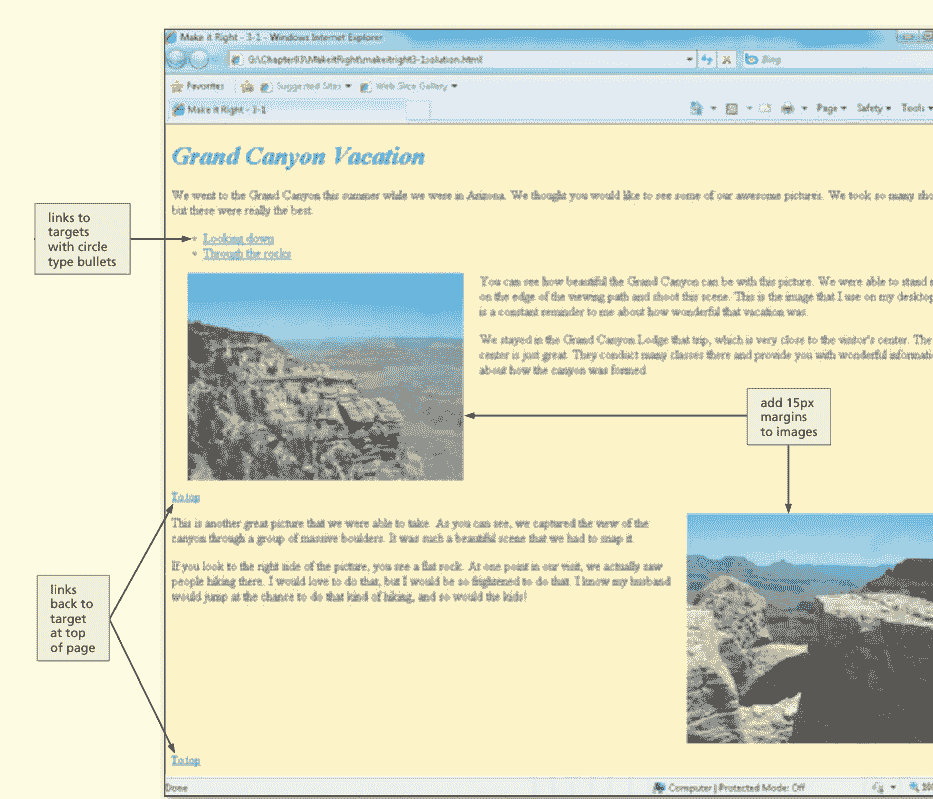 Make it Right - 3-1 - Windows Internet Explorer
G:\Chapter03\MakeitRight\makeitright3-1solution.html
Bing
Favorites Suggested Sites Web Slice Gallery
Make it Right - 3-1
Page Safety Tools
Grand Canyon Vacation
We went to the Grand Canyon this summer while we were in Arizona. We thought you would like to see some of our awesome pictures. We took so many sho
but these were really the best.
links to
targets
with circle
type bullets
Looking down
Through the rocks
You can see how beautiful the Grand Canyon can be with this picture. We were able to stand
on the edge of the viewing path and shoot this scene. This is the image that I use on my desktop
is a constant reminder to me about how wonderful that vacation was.
We stayed in the Grand Canyon Lodge that trip, which is very close to the visitor's center. The
center is just great. They conduct many classes there and provide you with wonderful informati
about how the canyon was formed.
add 15px
margins
to images
To top
This is another great picture that we were able to take. As you can see, we captured the view of the
canyon through a group of massive boulders. It was such a beautiful scene that we had to snap it.
If you look to the right side of the picture, you see a flat rock. At one point in our visit, we actually saw
people hiking there. I would love to do that, but I would be so frightened to do that. I know my husband
would jump at the chance to do that kind of hiking, and so would the kids!
links
back to
target
at top
of page
To top
Done
Computer | Protected Mode: Off